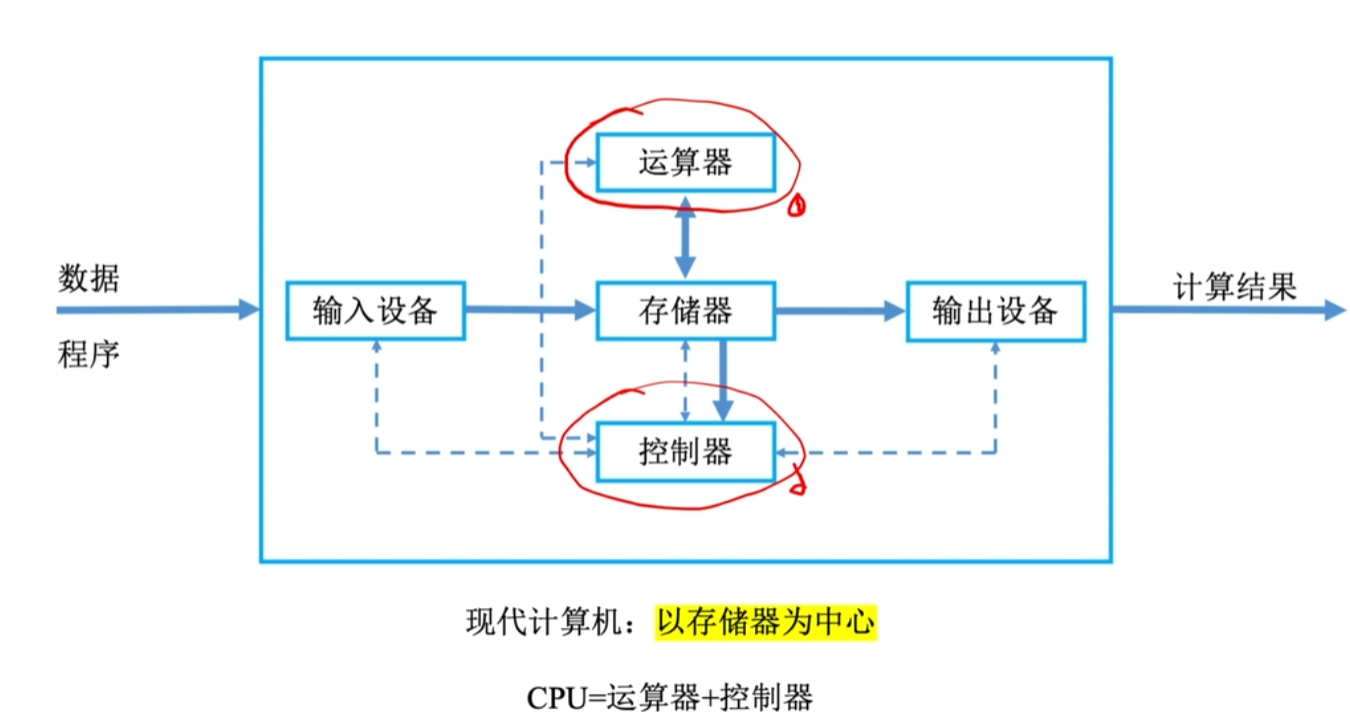 运算器
数据
程序
输入设备
存储器
输出设备
计算结果
控制器
现代计算机：以存储器为中心
CPU=运算器+控制器